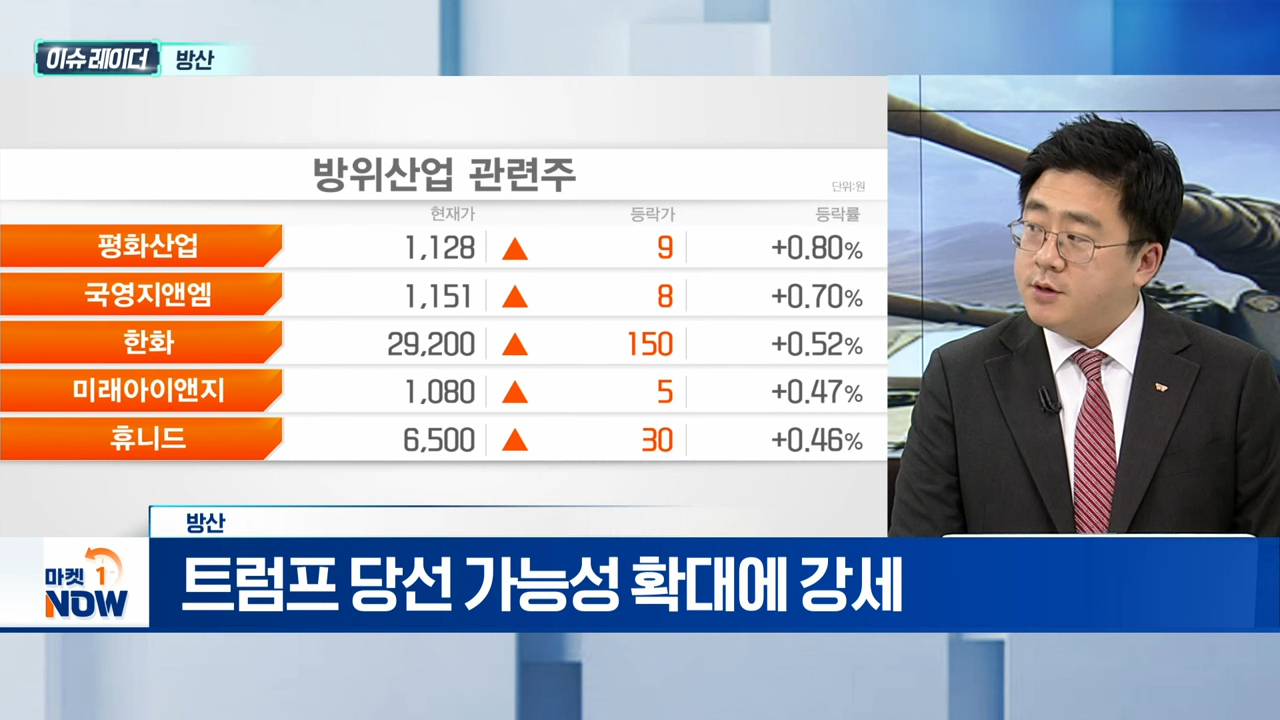 이슈레이더 방산
방위산업 관련주
단위:원
현재가 등락가 등락률
평화산업 1,128 ▲ 9 +0.80%
국영지앤엠 1,151 ▲ 8 +0.70%
한화 29,200 ▲ 150 +0.52%
미래아이앤지 1,080 ▲ 5 +0.47%
휴니드 6,500 ▲ 30 +0.46%
방산
마켓 1
NOW
트럼프 당선 가능성 확대에 강세